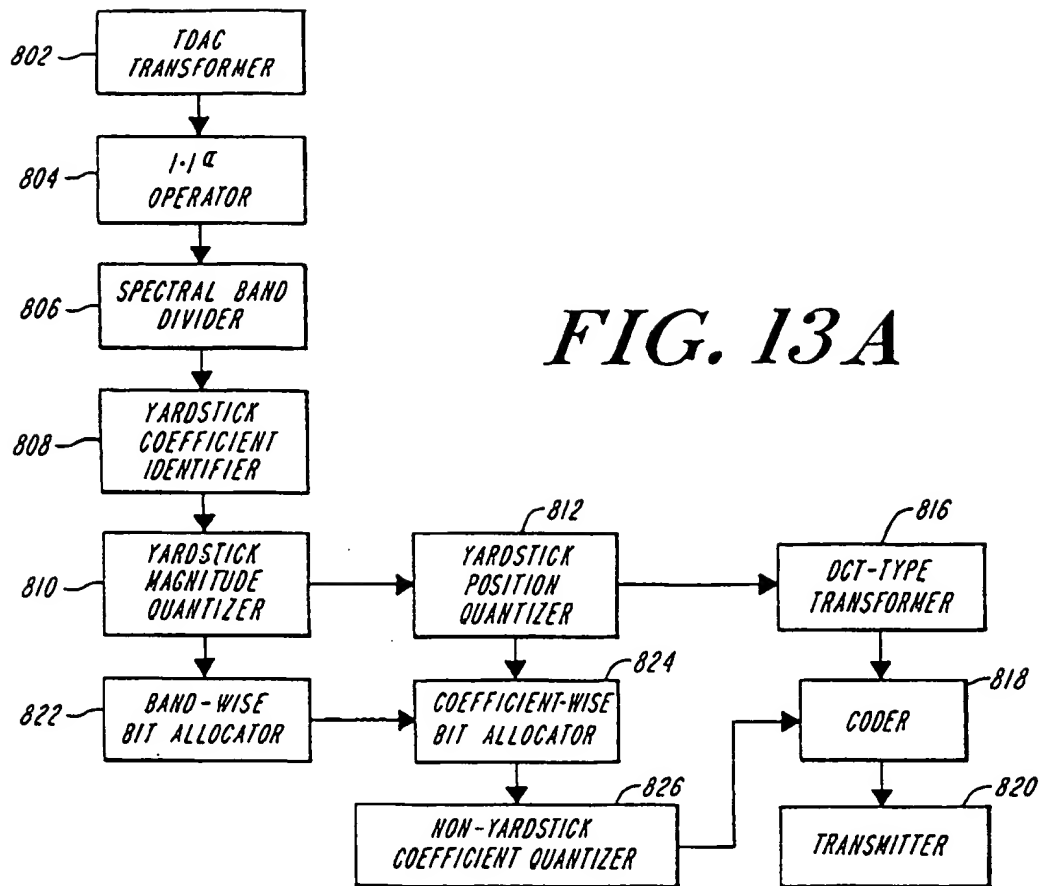 802
TDAC
TRANSFORMER
804
|·|ᵅ
OPERATOR
806
SPECTRAL BAND
DIVIDER
FIG. 13A
808
YARDSTICK
COEFFICIENT
IDENTIFIER
810
YARDSTICK
MAGNITUDE
QUANTIZER
812
YARDSTICK
POSITION
QUANTIZER
816
DCT-TYPE
TRANSFORMER
822
BAND-WISE
BIT ALLOCATOR
824
COEFFICIENT-WISE
BIT ALLOCATOR
818
CODER
826
NON-YARDSTICK
COEFFICIENT QUANTIZER
820
TRANSMITTER